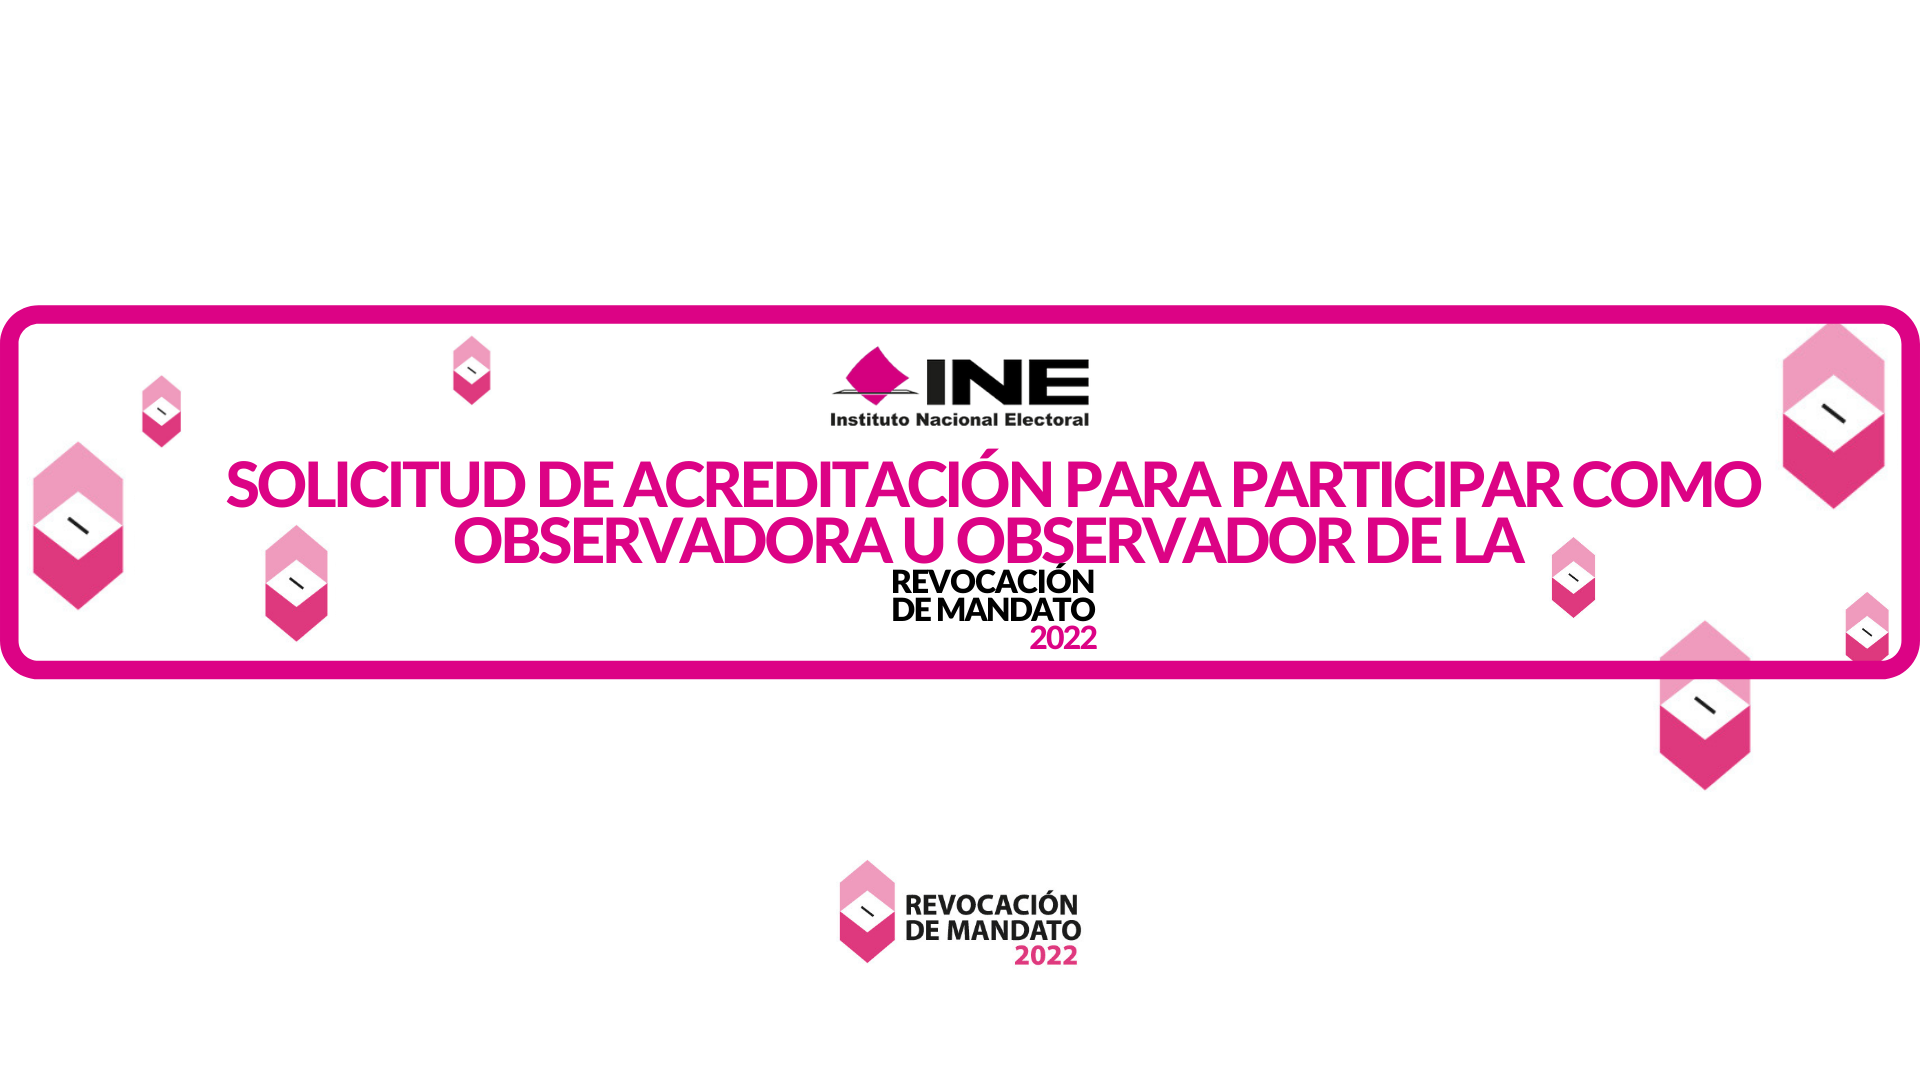 INE
Instituto Nacional Electoral
SOLICITUD DE ACREDITACIÓN PARA PARTICIPAR COMO
OBSERVADORA U OBSERVADOR DE LA
REVOCACIÓN
DE MANDATO
2022
REVOCACIÓN
DE MANDATO
2022